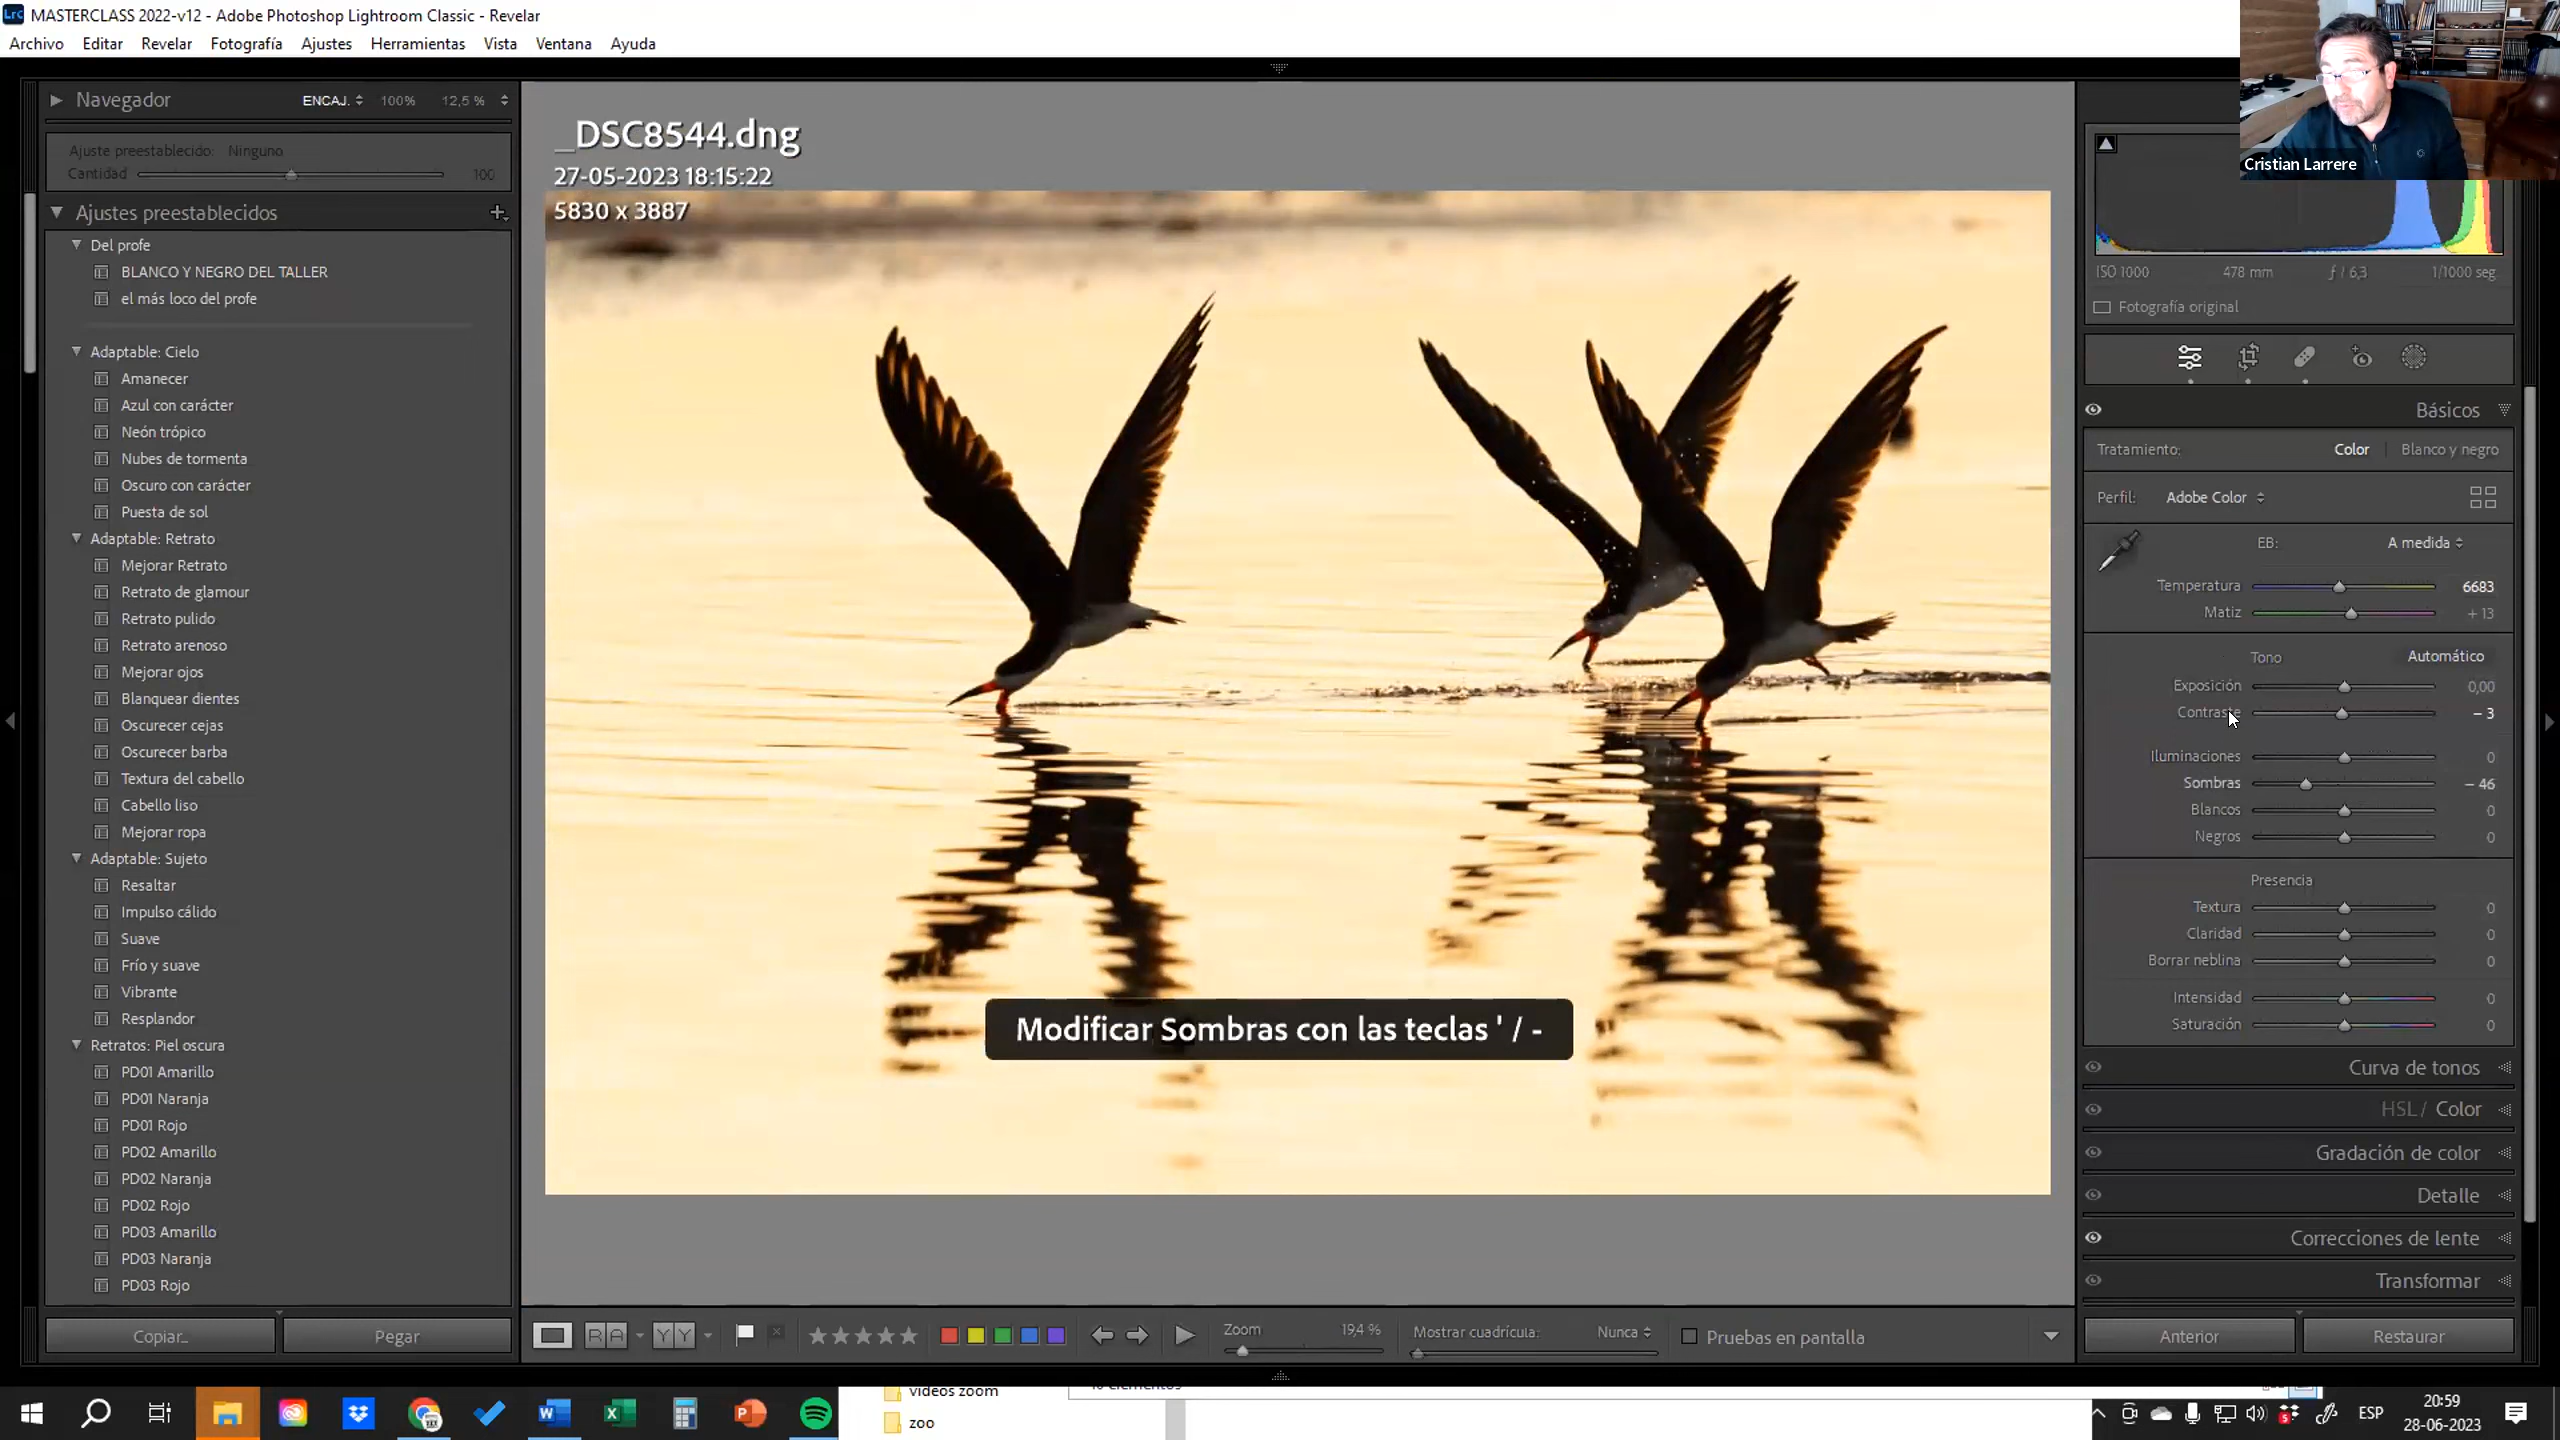 MASTERCLASS 2022-v12 - Adobe Photoshop Lightroom Classic - Revelar
Archivo Editar Revelar Fotografía Ajustes Herramientas Vista Ventana Ayuda
Cristian Larrere
Navegador ENCAJ. 100% 12,5 %
Ajuste preestablecido: Ninguno
Cantidad 100
Ajustes preestablecidos
Del profe
BLANCO Y NEGRO DEL TALLER
el más loco del profe
Adaptable: Cielo
Amanecer
Azul con carácter
Neón trópico
Nubes de tormenta
Oscuro con carácter
Puesta de sol
Adaptable: Retrato
Mejorar Retrato
Retrato de glamour
Retrato pulido
Retrato arenoso
Mejorar ojos
Blanquear dientes
Oscurecer cejas
Oscurecer barba
Textura del cabello
Cabello liso
Mejorar ropa
Adaptable: Sujeto
Resaltar
Impulso cálido
Suave
Frío y suave
Vibrante
Resplandor
Retratos: Piel oscura
PD01 Amarillo
PD01 Naranja
PD01 Rojo
PD02 Amarillo
PD02 Naranja
PD02 Rojo
PD03 Amarillo
PD03 Naranja
PD03 Rojo
Copiar... Pegar
_DSC8544.dng
27-05-2023 18:15:22
5830 x 3887
Modificar Sombras con las teclas ' / -
Zoom 19,4 % Mostrar cuadrícula: Nunca Pruebas en pantalla
ISO 1000 478 mm ƒ / 6,3 1/1000 seg
Fotografía original
Básicos
Tratamiento: Color Blanco y negro
Perfil: Adobe Color
EB: A medida
Temperatura 6683
Matiz + 13
Tono Automático
Exposición 0,00
Contraste – 3
Iluminaciones 0
Sombras – 46
Blancos 0
Negros 0
Presencia
Textura 0
Claridad 0
Borrar neblina 0
Intensidad 0
Saturación 0
Curva de tonos
HSL / Color
Gradación de color
Detalle
Correcciones de lente
Transformar
Anterior Restaurar
videos zoom
zoo
ESP
20:59
28-06-2023